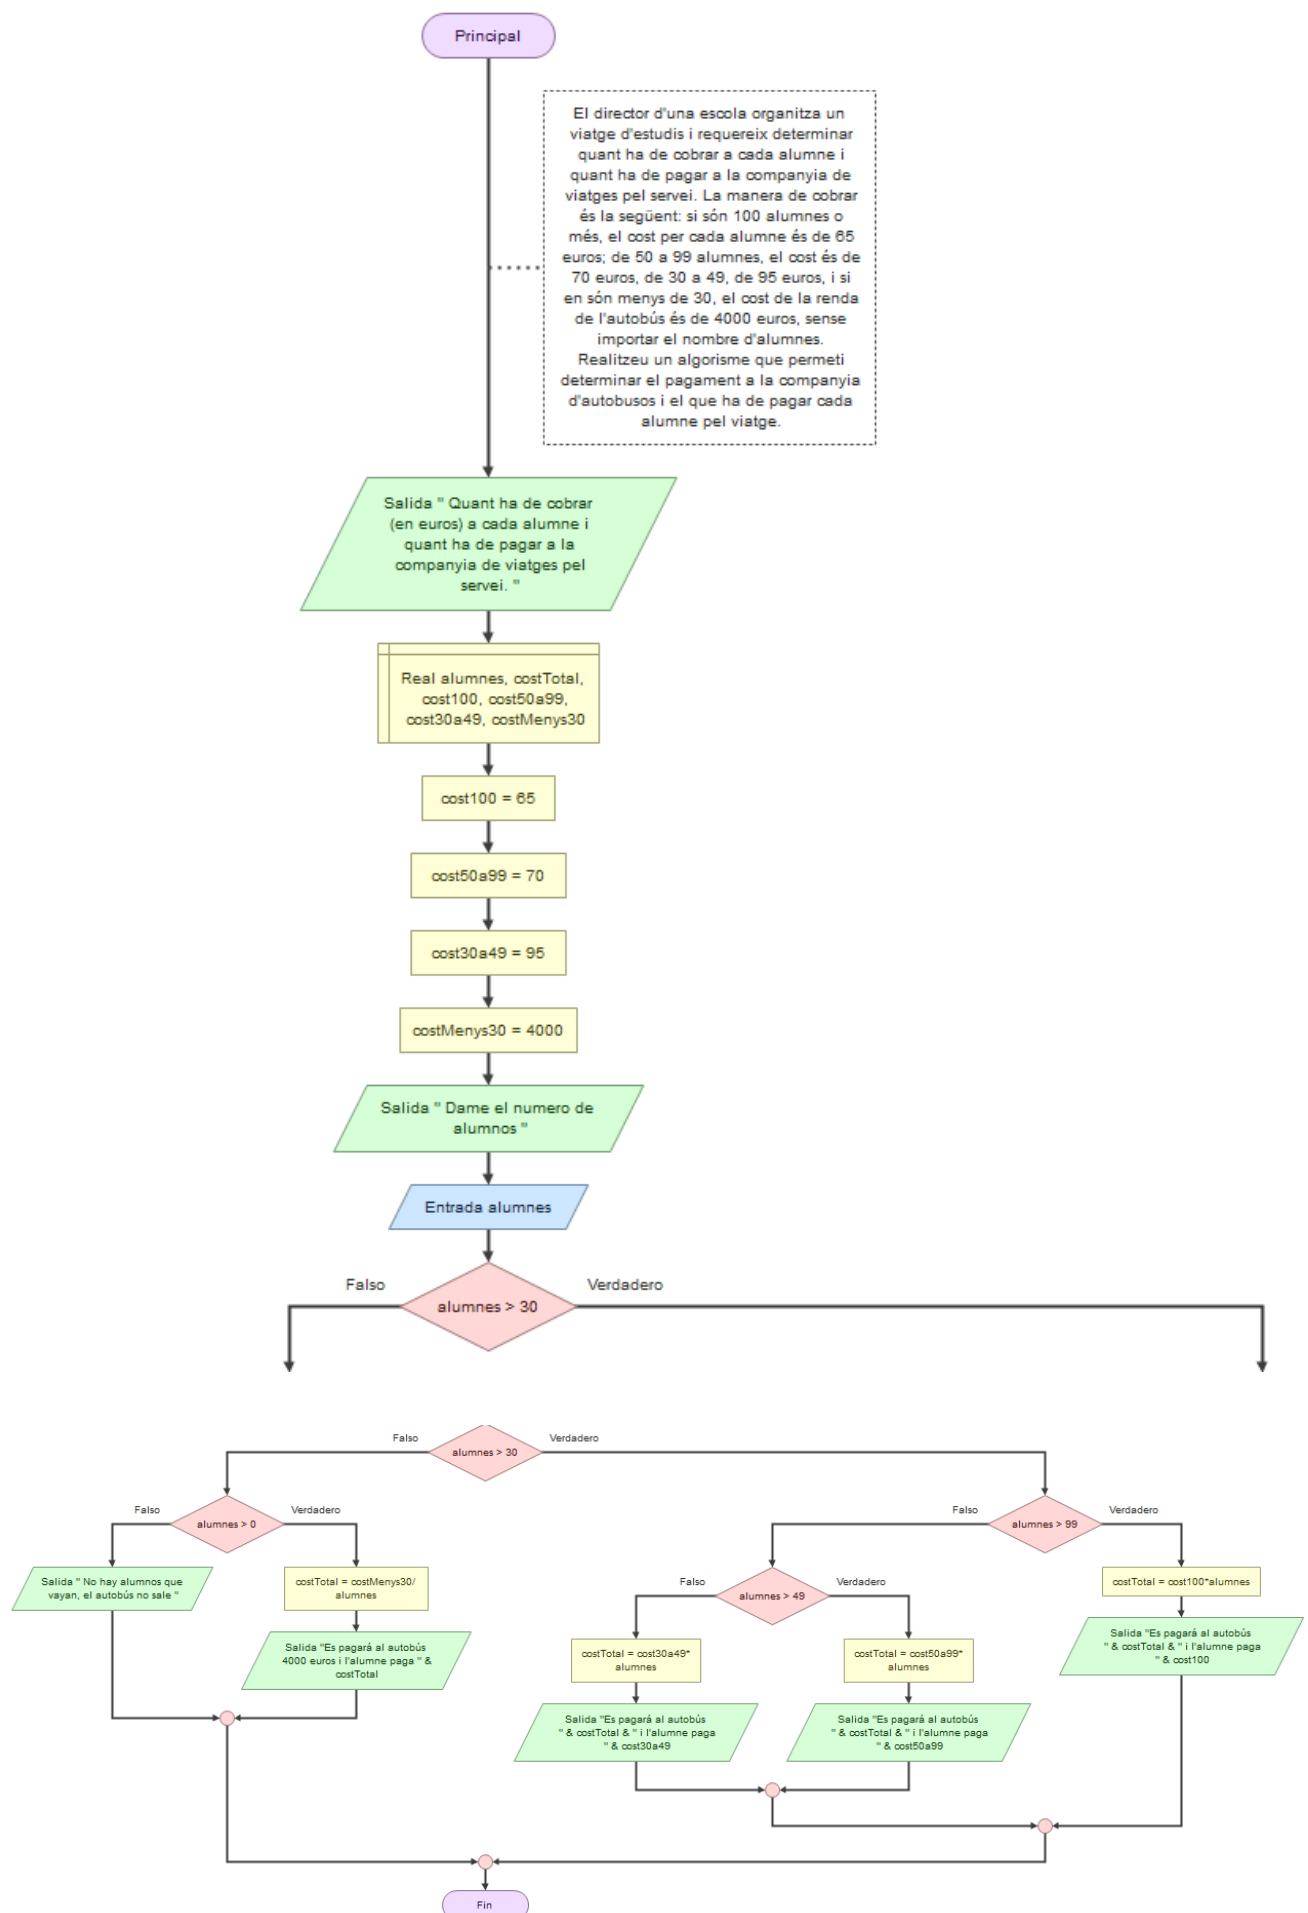 Principal
El director d'una escola organitza un
viatge d'estudis i requereix determinar
quant ha de cobrar a cada alumne i
quant ha de pagar a la companyia de
viatges pel servei. La manera de cobrar
és la següent: si són 100 alumnes o
més, el cost per cada alumne és de 65
euros; de 50 a 99 alumnes, el cost és de
70 euros, de 30 a 49, de 95 euros, i si
en són menys de 30, el cost de la renda
de l'autobús és de 4000 euros, sense
importar el nombre d'alumnes.
Realitzeu un algorisme que permeti
determinar el pagament a la companyia
d'autobusos i el que ha de pagar cada
alumne pel viatge.
Salida " Quant ha de cobrar
(en euros) a cada alumne i
quant ha de pagar a la
companyia de viatges pel
servei. "
Real alumnes, costTotal,
cost100, cost50a99,
cost30a49, costMenys30
cost100 = 65
cost50a99 = 70
cost30a49 = 95
costMenys30 = 4000
Salida " Dame el numero de
alumnos "
Entrada alumnes
Falso
Verdadero
alumnes > 30
Falso
Verdadero
alumnes > 30
Falso
Verdadero
alumnes > 0
Falso
Verdadero
alumnes > 99
Salida " No hay alumnos que
vayan, el autobús no sale "
costTotal = costMenys30/
alumnes
Salida "Es pagará al autobús
4000 euros i l'alumne paga " &
costTotal
Falso
Verdadero
alumnes > 49
costTotal = cost100*alumnes
Salida "Es pagará al autobús
" & costTotal & " i l'alumne paga
" & cost100
costTotal = cost30a49*
alumnes
costTotal = cost50a99*
alumnes
Salida "Es pagará al autobús
" & costTotal & " i l'alumne paga
" & cost30a49
Salida "Es pagará al autobús
" & costTotal & " i l'alumne paga
" & cost50a99
Fin